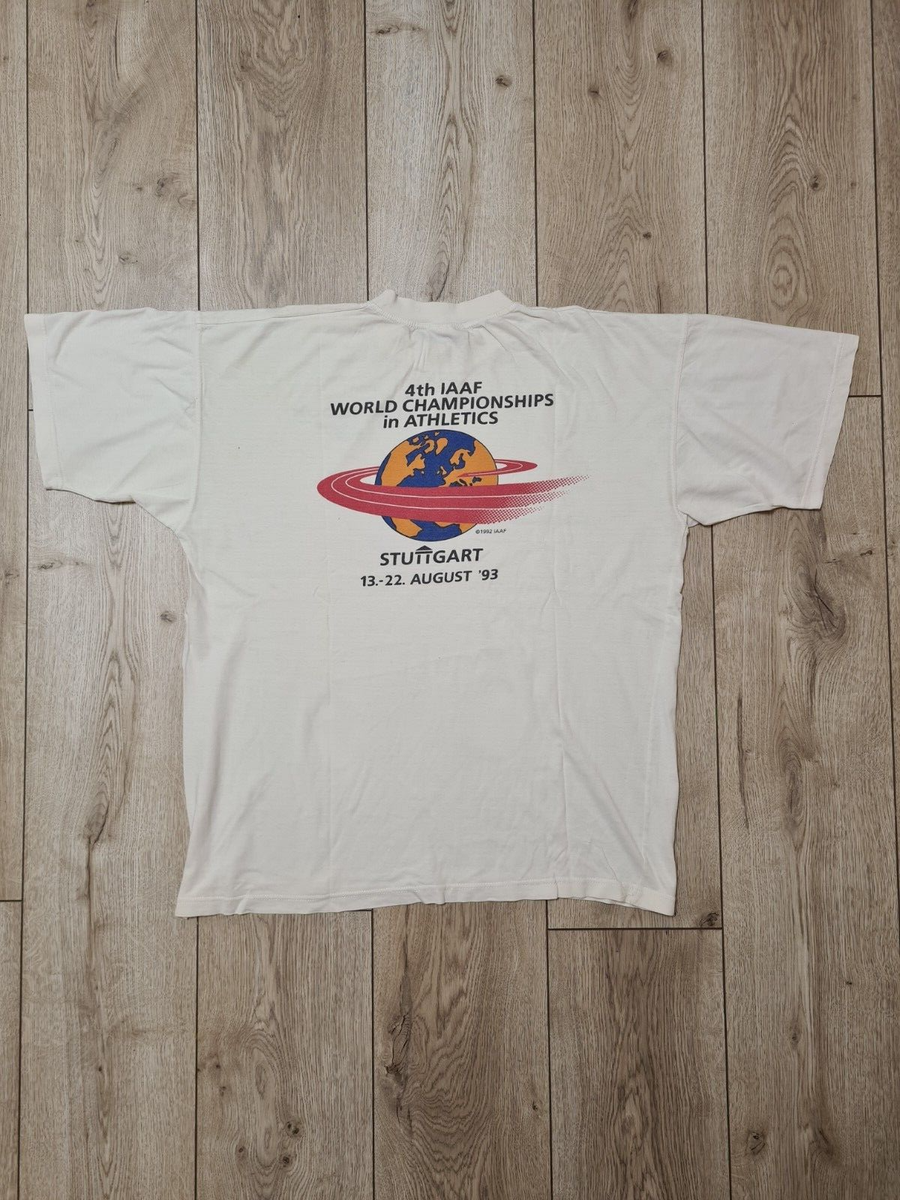 4th IAAF
WORLD CHAMPIONSHIPS
in ATHLETICS
©1992 IAAF
STUTTGART
13.-22. AUGUST '93